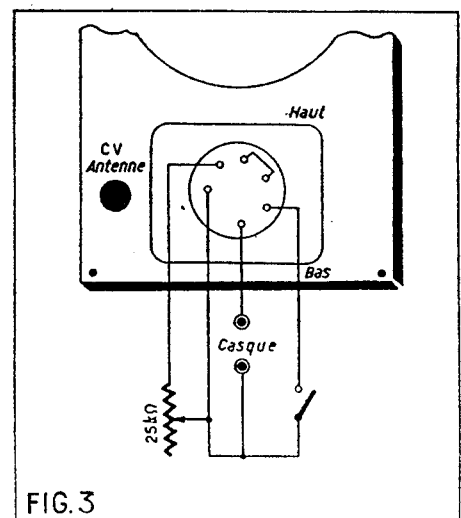 Haut
CV
Antenne
Bas
Casque
25kΩ
FIG.3